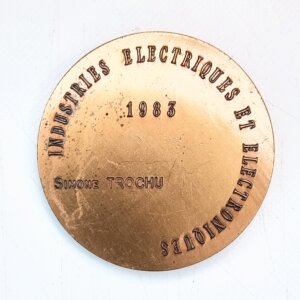 INDUSTRIES ELECTRIQUES ET ELECTRONIQUES
1983
SIMONE TROCHU